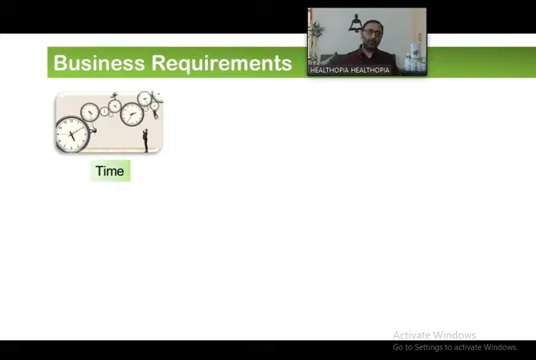 Business Requirements
HEALTHOPIA HEALTHOPIA
Time
Activate Windows
Go to Settings to activate Windows.